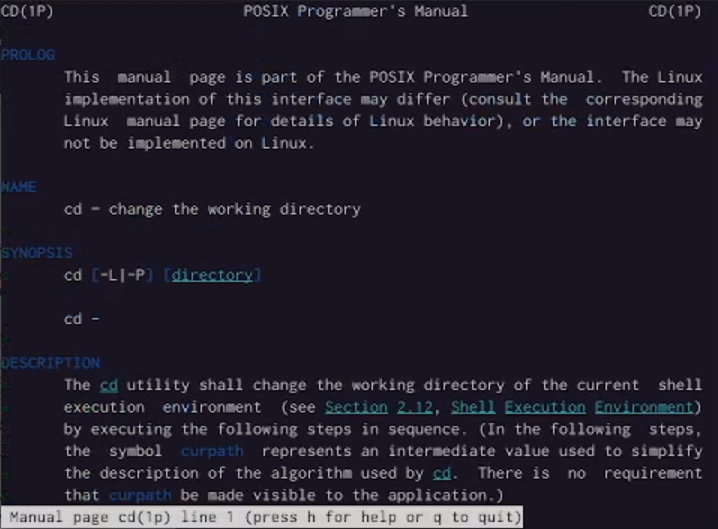 CD(1P) POSIX Programmer's Manual CD(1P)
PROLOG
This manual page is part of the POSIX Programmer's Manual. The Linux
implementation of this interface may differ (consult the corresponding
Linux manual page for details of Linux behavior), or the interface may
not be implemented on Linux.
NAME
cd - change the working directory
SYNOPSIS
cd [-L|-P] [directory]
cd -
DESCRIPTION
The cd utility shall change the working directory of the current shell
execution environment (see Section 2.12, Shell Execution Environment)
by executing the following steps in sequence. (In the following steps,
the symbol curpath represents an intermediate value used to simplify
the description of the algorithm used by cd. There is no requirement
that curpath be made visible to the application.)
Manual page cd(1p) line 1 (press h for help or q to quit)